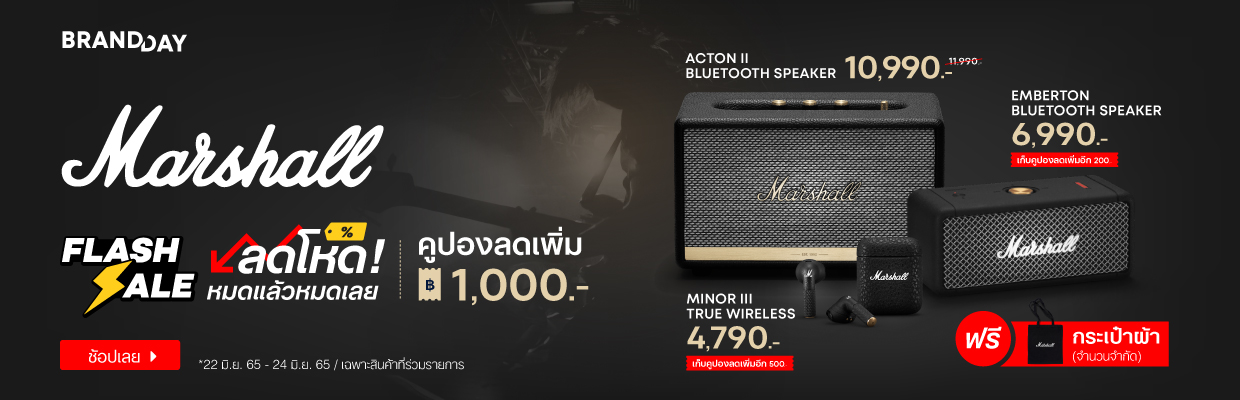 BRANDDAY
Marshall
FLASH
SALE
ลดโหด!
%
หมดแล้วหมดเลย
คูปองลดเพิ่ม
฿ 1,000.-
ช้อปเลย
*22 มิ.ย. 65 - 24 มิ.ย. 65 / เฉพาะสินค้าที่ร่วมรายการ
ACTON II
BLUETOOTH SPEAKER 10,990.- 11,990.-
EMBERTON
BLUETOOTH SPEAKER
6,990.-
เก็บคูปองลดเพิ่มอีก 200.-
Marshall
Marshall
Marshall
MINOR III
TRUE WIRELESS
4,790.-
เก็บคูปองลดเพิ่มอีก 500.-
ฟรี
Marshall
กระเป๋าผ้า
(จำนวนจำกัด)